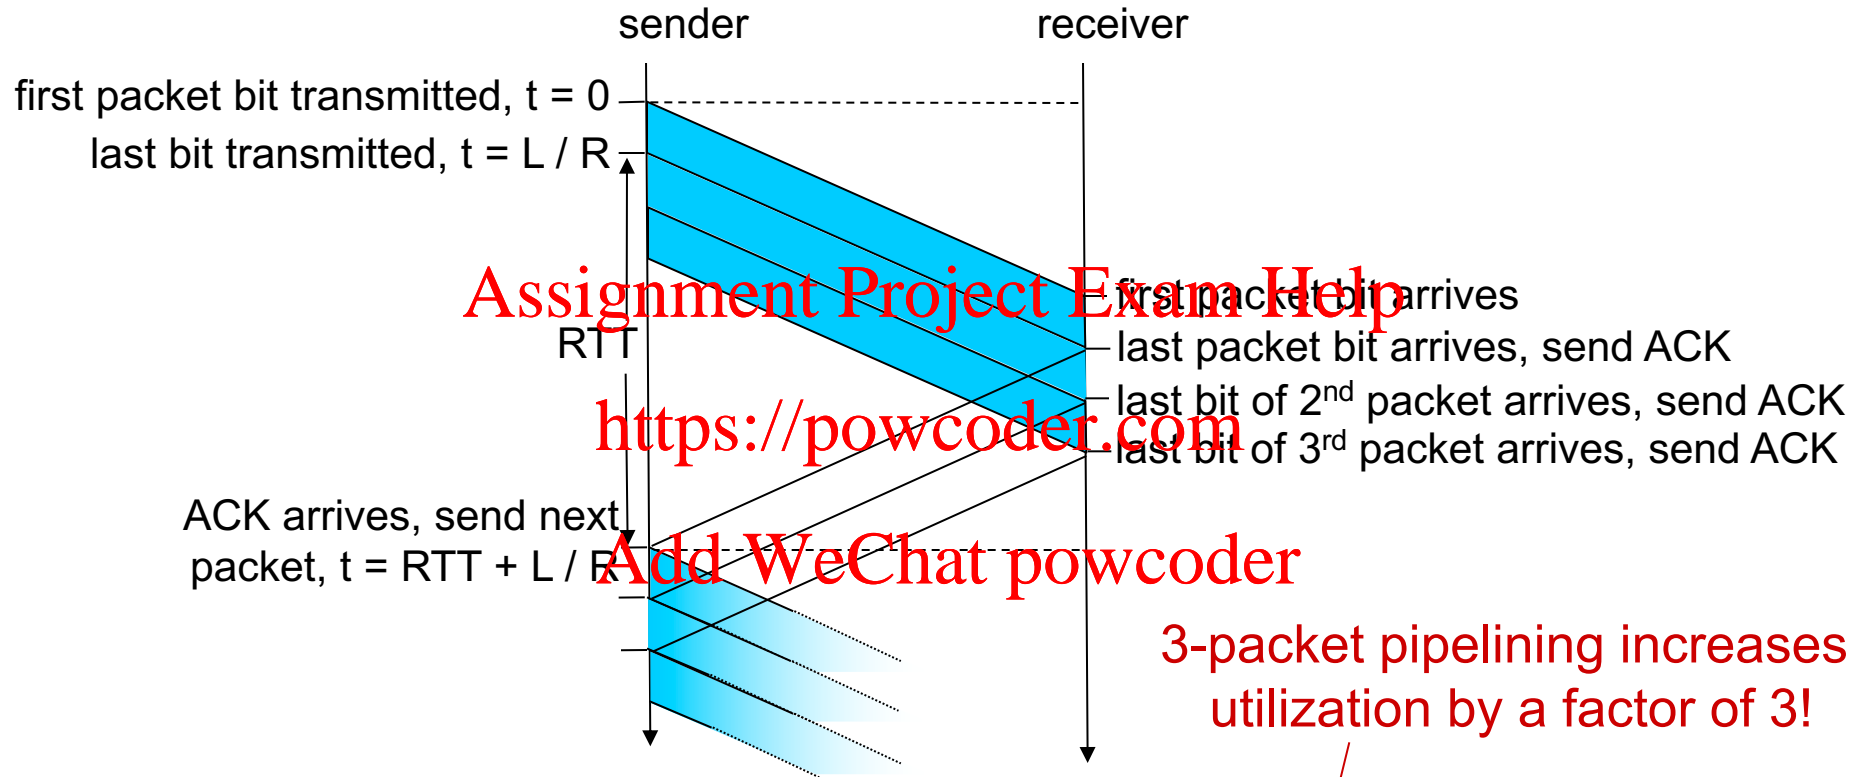 sender
receiver
first packet bit transmitted, t = 0
last bit transmitted, t = L / R
Assignment Project Exam Help
first packet bit arrives
RTT
last packet bit arrives, send ACK
last bit of 2nd packet arrives, send ACK
https://powcoder.com
last bit of 3rd packet arrives, send ACK
ACK arrives, send next
packet, t = RTT + L / R
Add WeChat powcoder
3-packet pipelining increases
utilization by a factor of 3!